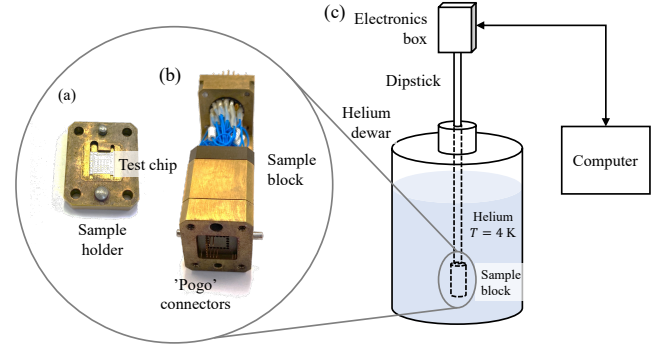 (a)
Test chip
Sample
holder
(b)
Sample
block
'Pogo'
connectors
(c)
Electronics
box
Dipstick
Helium
dewar
Computer
Helium
T = 4 K
Sample
block